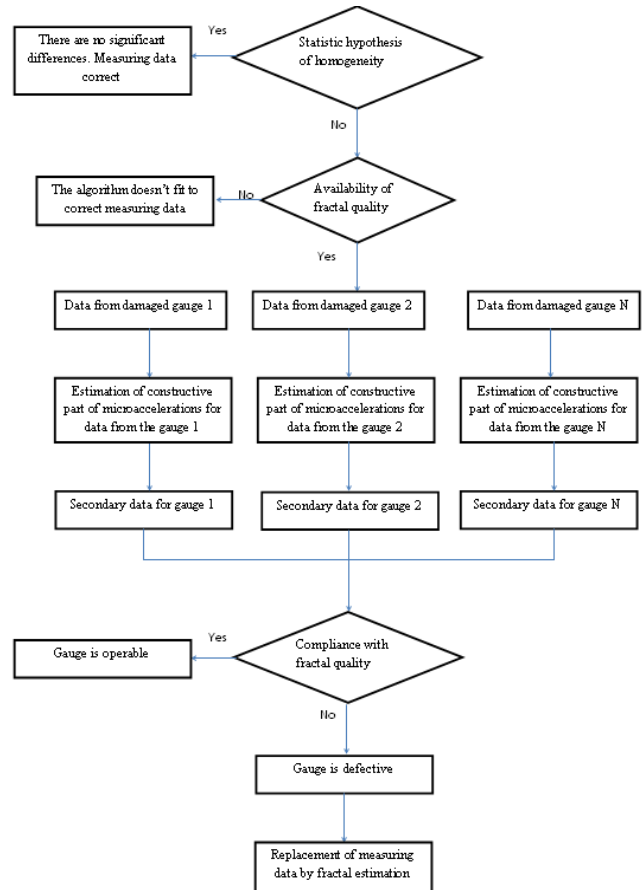 There are no significant
differences. Measuring data
correct
Yes
Statistic hypothesis
of homogeneity
No
The algorithm doesn't fit to
correct measuring data
No
Availability of
fractal quality
Yes
Data from damaged gauge 1
Data from damaged gauge 2
Data from damaged gauge N
Estimation of constructive
part of microaccelerations for
data from the gauge 1
Estimation of constructive
part of microaccelerations for
data from the gauge 2
Estimation of constructive
part of microaccelerations for
data from the gauge N
Secondary data for gauge 1
Secondary data for gauge 2
Secondary data for gauge N
Gauge is operable
Yes
Compliance with
fractal quality
No
Gauge is defective
Replacement of measuring
data by fractal estimation